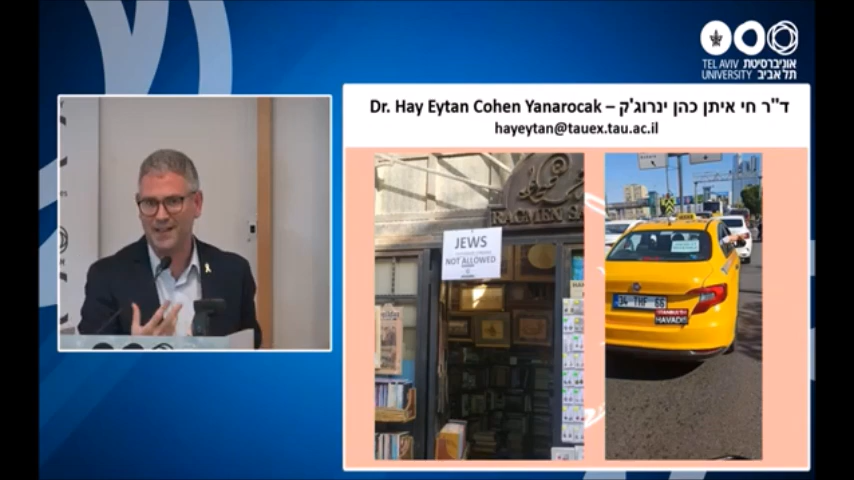 TEL AVIV אוניברסיטת
UNIVERSITY תל אביב
Dr. Hay Eytan Cohen Yanarocak – ד"ר חי איתן כהן ינרוג'ק
hayeytan@tauex.tau.ac.il
JEWS
NOT ALLOWED
34 THF 66
HAVADIS